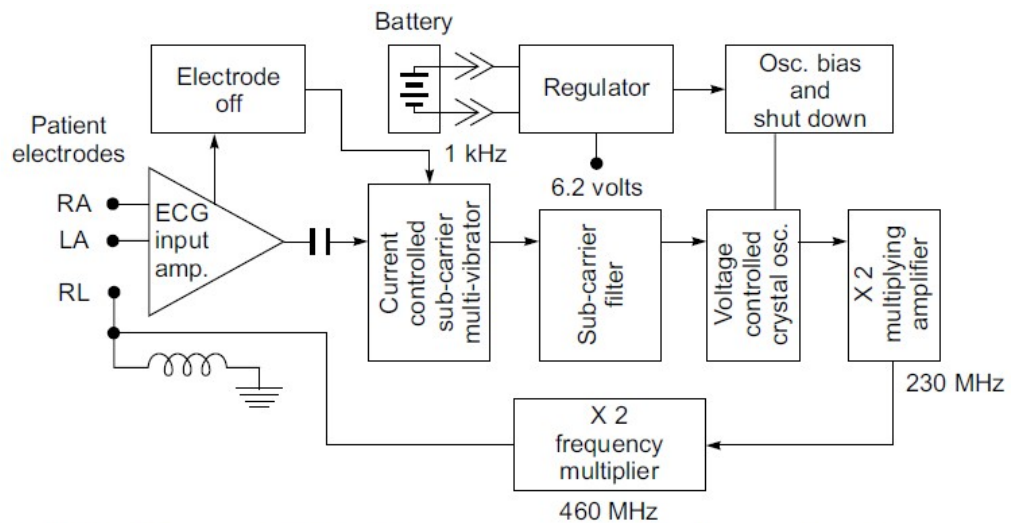 Battery
Electrode
off
Regulator
Osc. bias
and
shut down
Patient
electrodes
1 kHz
6.2 volts
RA
LA
RL
ECG
input
amp.
Current
controlled
sub-carrier
multi-vibrator
Sub-carrier
filter
Voltage
controlled
crystal osc.
X 2
multiplying
amplifier
230 MHz
X 2
frequency
multiplier
460 MHz